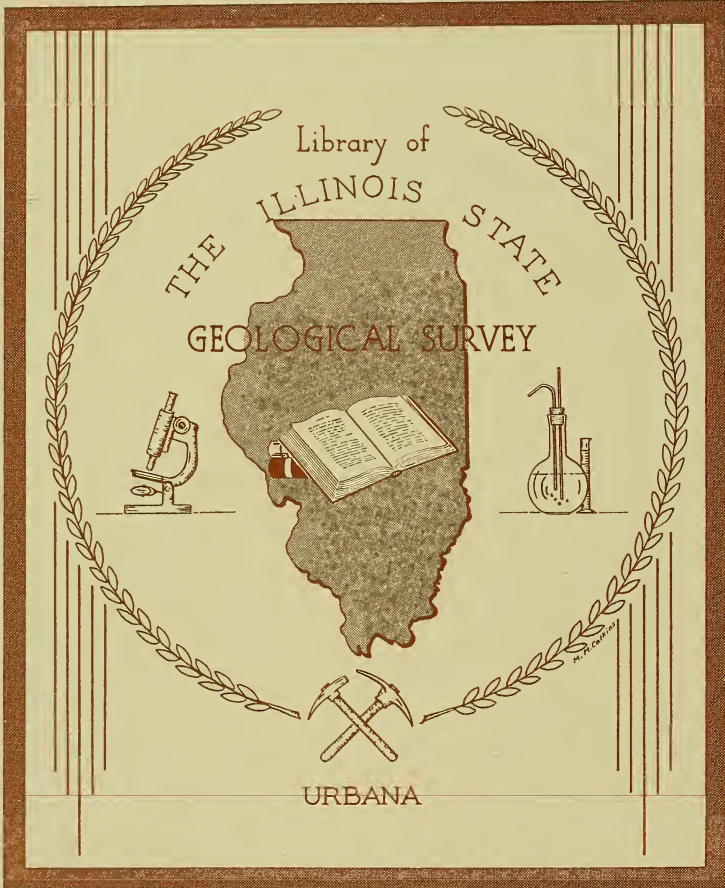 Library of
THE ILLINOIS STATE
GEOLOGICAL SURVEY
M. M. Calkins
URBANA